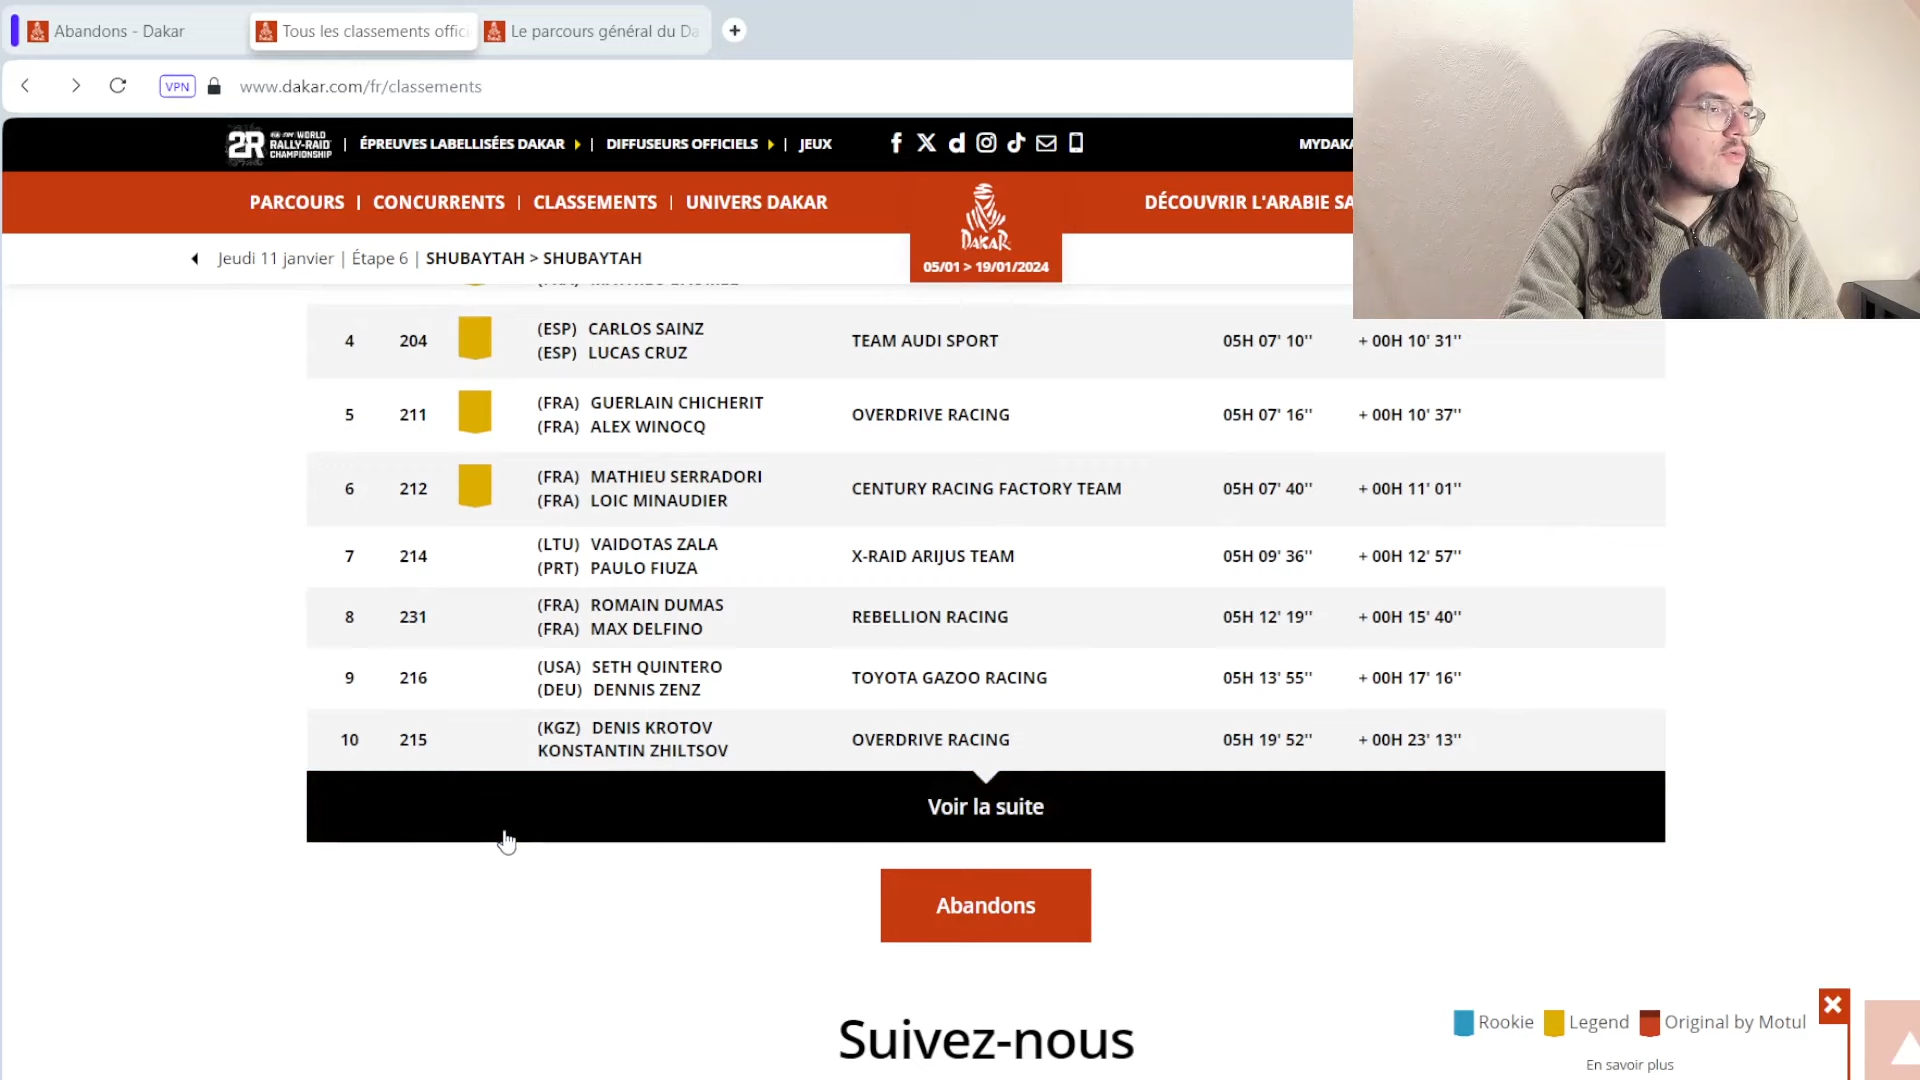 Abandons - Dakar
Tous les classements offici
Le parcours général du Da
VPN
www.dakar.com/fr/classements
2R WORLD RALLY-RAID CHAMPIONSHIP | ÉPREUVES LABELLISÉES DAKAR | DIFFUSEURS OFFICIELS | JEUX
MYDAKA
PARCOURS | CONCURRENTS | CLASSEMENTS | UNIVERS DAKAR
DÉCOUVRIR L'ARABIE SA
DAKAR
05/01 > 19/01/2024
Jeudi 11 janvier | Étape 6 | SHUBAYTAH > SHUBAYTAH
4 204 (ESP) CARLOS SAINZ
(ESP) LUCAS CRUZ
TEAM AUDI SPORT 05H 07' 10'' + 00H 10' 31''
5 211 (FRA) GUERLAIN CHICHERIT
(FRA) ALEX WINOCQ
OVERDRIVE RACING 05H 07' 16'' + 00H 10' 37''
6 212 (FRA) MATHIEU SERRADORI
(FRA) LOIC MINAUDIER
CENTURY RACING FACTORY TEAM 05H 07' 40'' + 00H 11' 01''
7 214 (LTU) VAIDOTAS ZALA
(PRT) PAULO FIUZA
X-RAID ARIJUS TEAM 05H 09' 36'' + 00H 12' 57''
8 231 (FRA) ROMAIN DUMAS
(FRA) MAX DELFINO
REBELLION RACING 05H 12' 19'' + 00H 15' 40''
9 216 (USA) SETH QUINTERO
(DEU) DENNIS ZENZ
TOYOTA GAZOO RACING 05H 13' 55'' + 00H 17' 16''
10 215 (KGZ) DENIS KROTOV
KONSTANTIN ZHILTSOV
OVERDRIVE RACING 05H 19' 52'' + 00H 23' 13''
Voir la suite
Abandons
Suivez-nous
Rookie Legend Original by Motul
En savoir plus